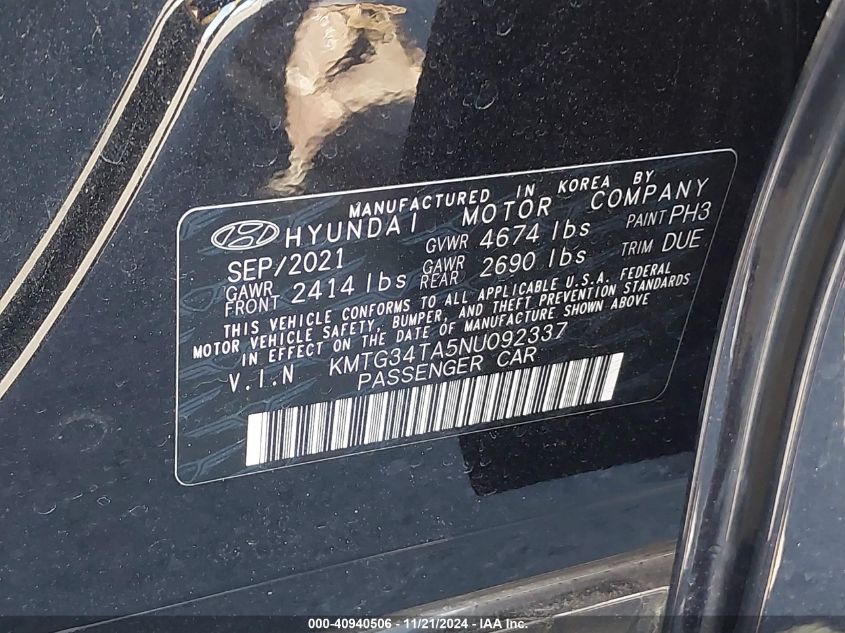 MANUFACTURED IN KOREA BY
HYUNDAI MOTOR COMPANY
SEP/2021 GVWR 4674 lbs PAINT PH3
GAWR FRONT 2414 lbs GAWR REAR 2690 lbs TRIM DUE
THIS VEHICLE CONFORMS TO ALL APPLICABLE U.S.A. FEDERAL
MOTOR VEHICLE SAFETY, BUMPER, AND THEFT PREVENTION STANDARDS
IN EFFECT ON THE DATE OF MANUFACTURE SHOWN ABOVE
V.I.N KMTG34TA5NU092337
PASSENGER CAR
000-40940506 - 11/21/2024 - IAA Inc.